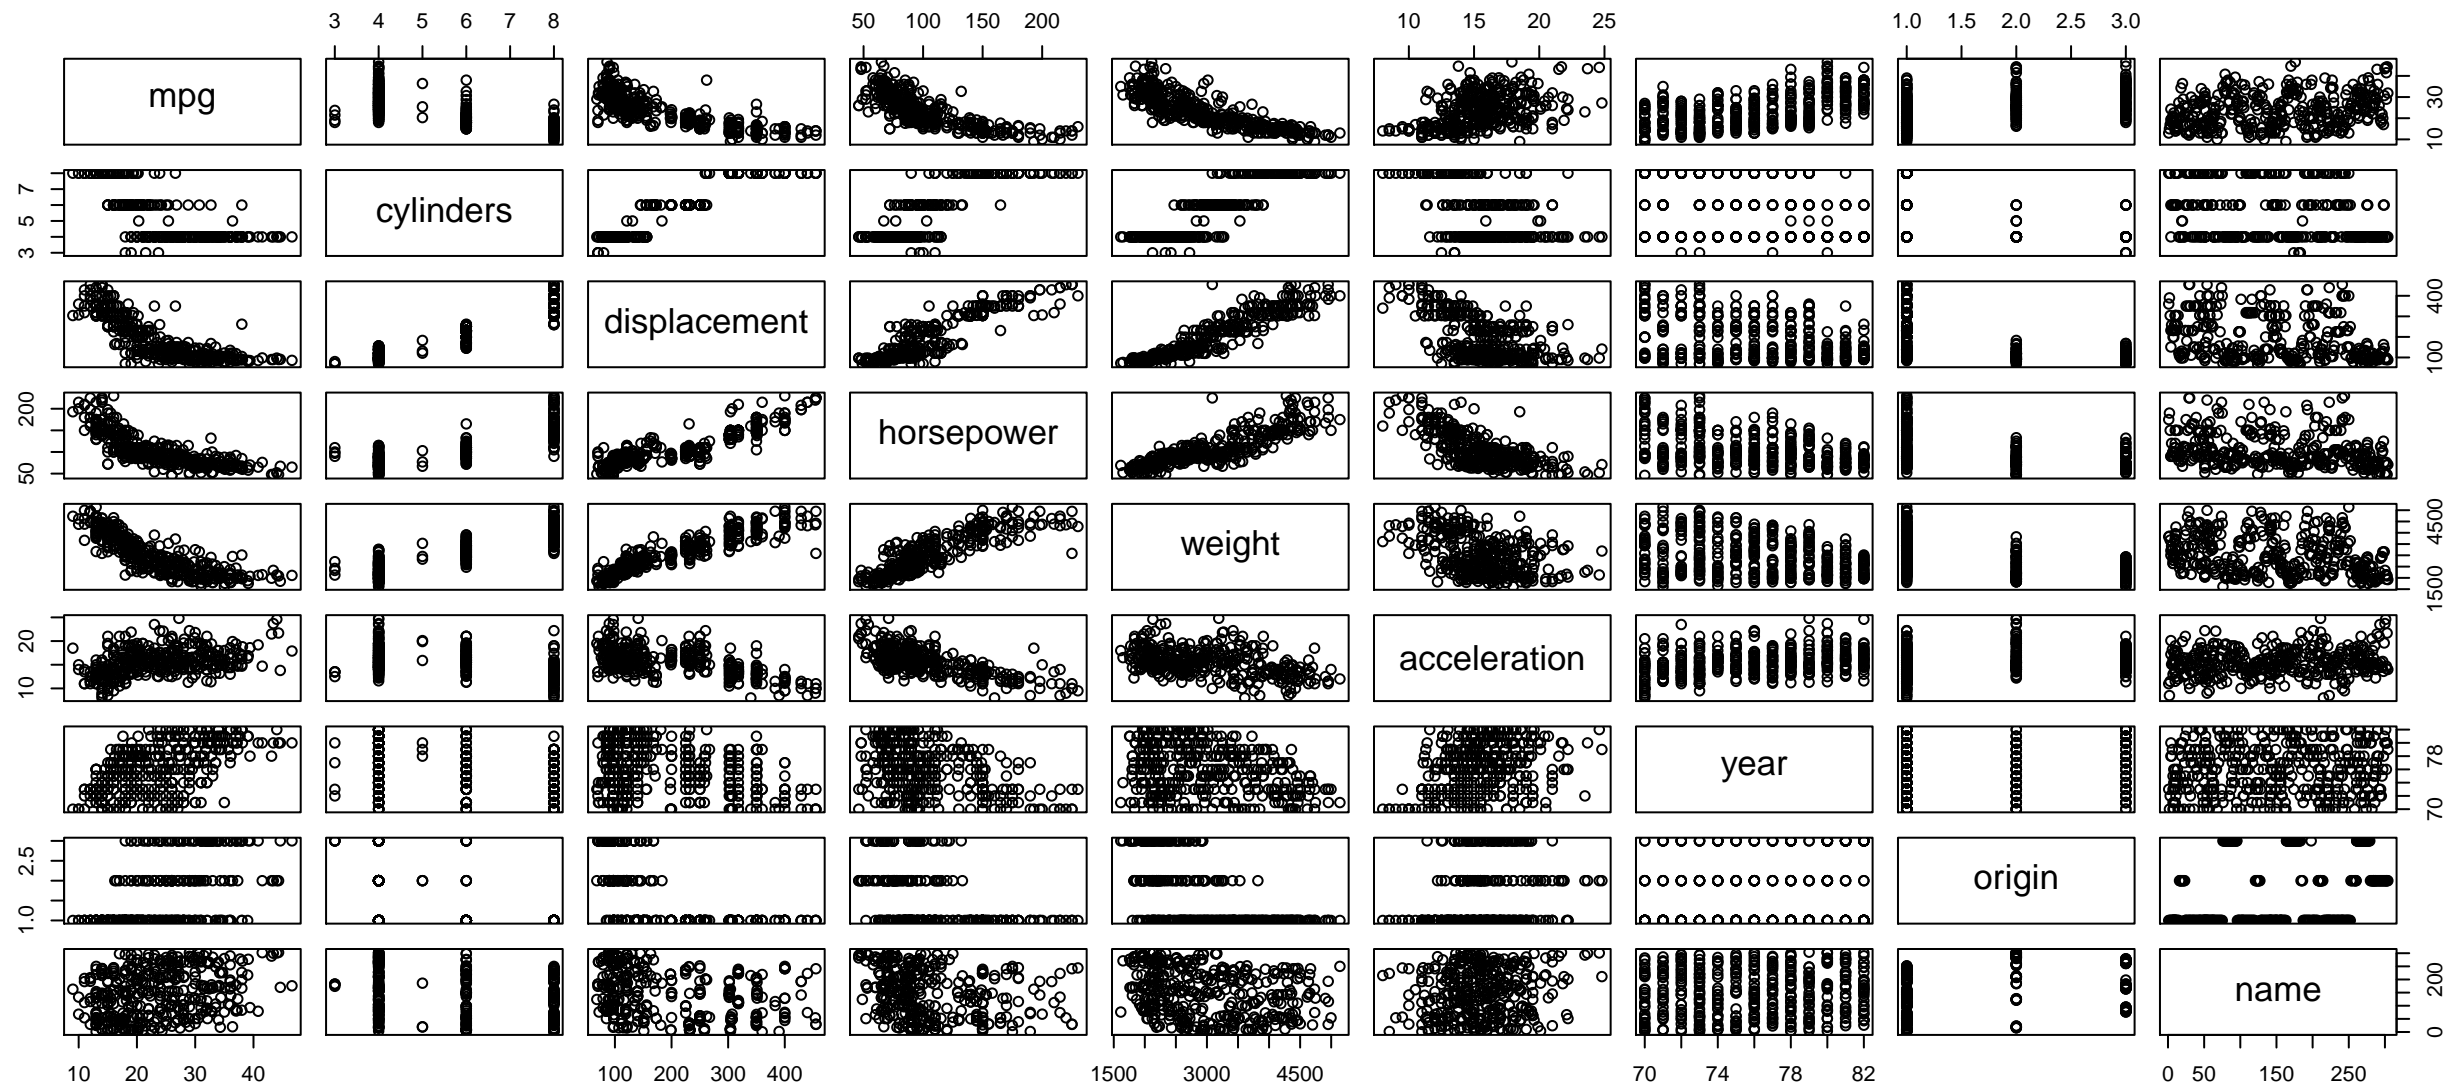 3 4 5 6 7 8 50 100 150 200 10 15 20 25 1.0 1.5 2.0 2.5 3.0
mpg 10 30
3 5 7 cylinders
displacement 100 400
50 200 horsepower
weight 1500 4500
10 20 acceleration
year 70 78
1.0 2.5 origin
name 0 200
10 20 30 40 100 200 300 400 1500 3000 4500 70 74 78 82 0 50 150 250